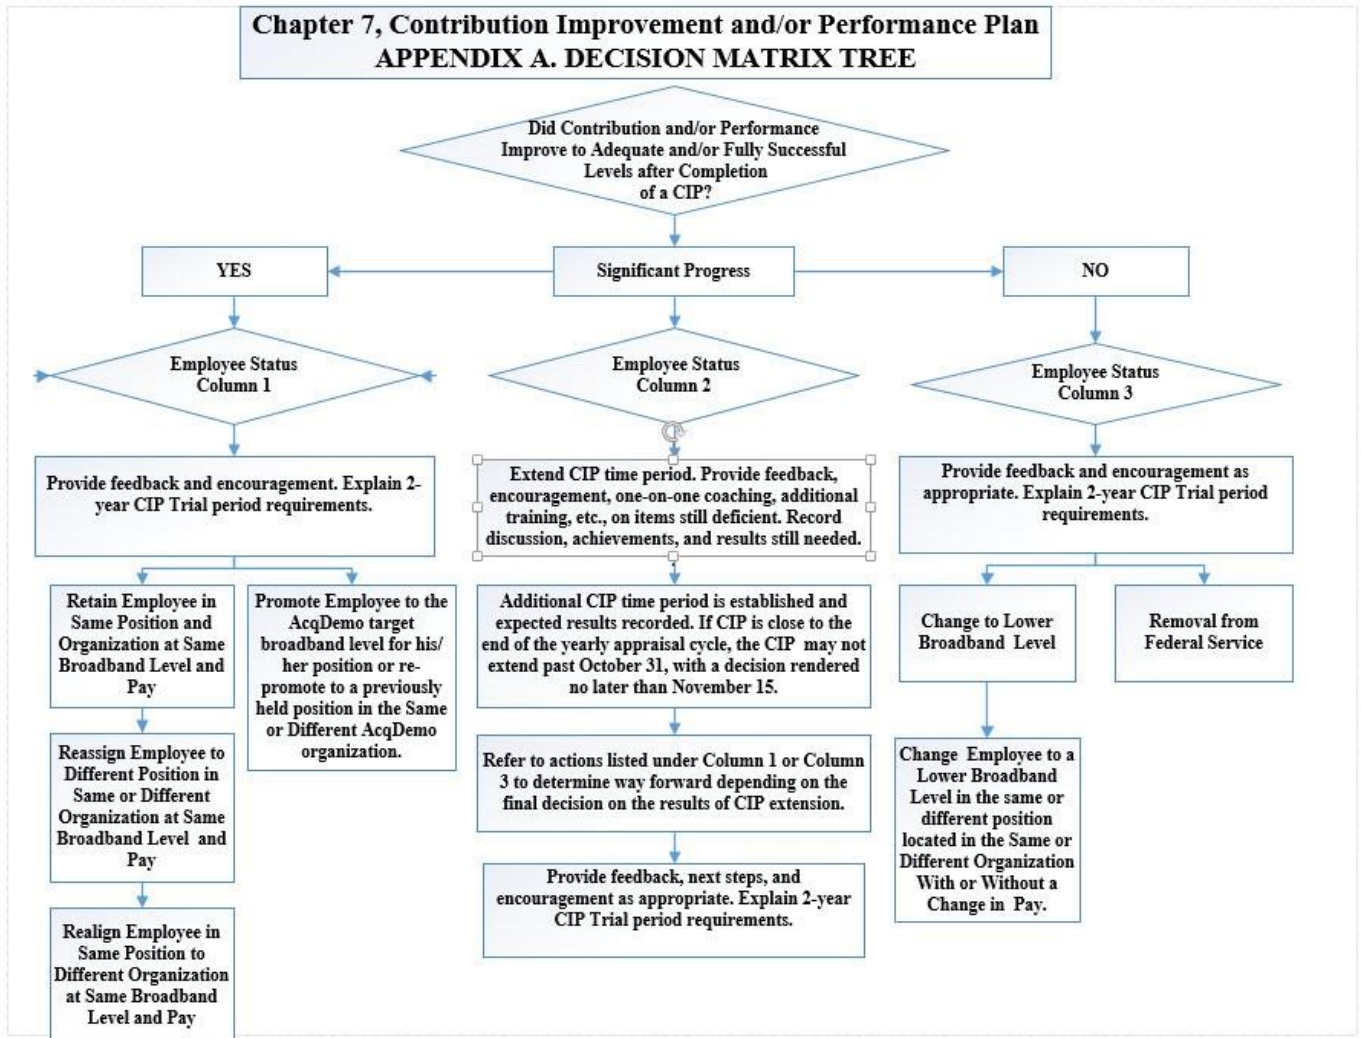 Chapter 7, Contribution Improvement and/or Performance Plan
APPENDIX A. DECISION MATRIX TREE
Did Contribution and/or Performance
Improve to Adequate and/or Fully Successful
Levels after Completion
of a CIP?
YES
Significant Progress
NO
Employee Status
Column 1
Employee Status
Column 2
Employee Status
Column 3
Provide feedback and encouragement. Explain 2-
year CIP Trial period requirements.
Extend CIP time period. Provide feedback,
encouragement, one-on-one coaching, additional
training, etc., on items still deficient. Record
discussion, achievements, and results still needed.
Provide feedback and encouragement as
appropriate. Explain 2-year CIP Trial period
requirements.
Retain Employee in
Same Position and
Organization at Same
Broadband Level and
Pay
Promote Employee to the
AcqDemo target
broadband level for his/
her position or re-
promote to a previously
held position in the Same
or Different AcqDemo
organization.
Additional CIP time period is established and
expected results recorded. If CIP is close to the
end of the yearly appraisal cycle, the CIP may not
extend past October 31, with a decision rendered
no later than November 15.
Change to Lower
Broadband Level
Removal from
Federal Service
Reassign Employee to
Different Position in
Same or Different
Organization at Same
Broadband Level and
Pay
Refer to actions listed under Column 1 or Column
3 to determine way forward depending on the
final decision on the results of CIP extension.
Change Employee to a
Lower Broadband
Level in the same or
different position
located in the Same or
Different Organization
With or Without a
Change in Pay.
Provide feedback, next steps, and
encouragement as appropriate. Explain 2-year
CIP Trial period requirements.
Realign Employee in
Same Position to
Different Organization
at Same Broadband
Level and Pay